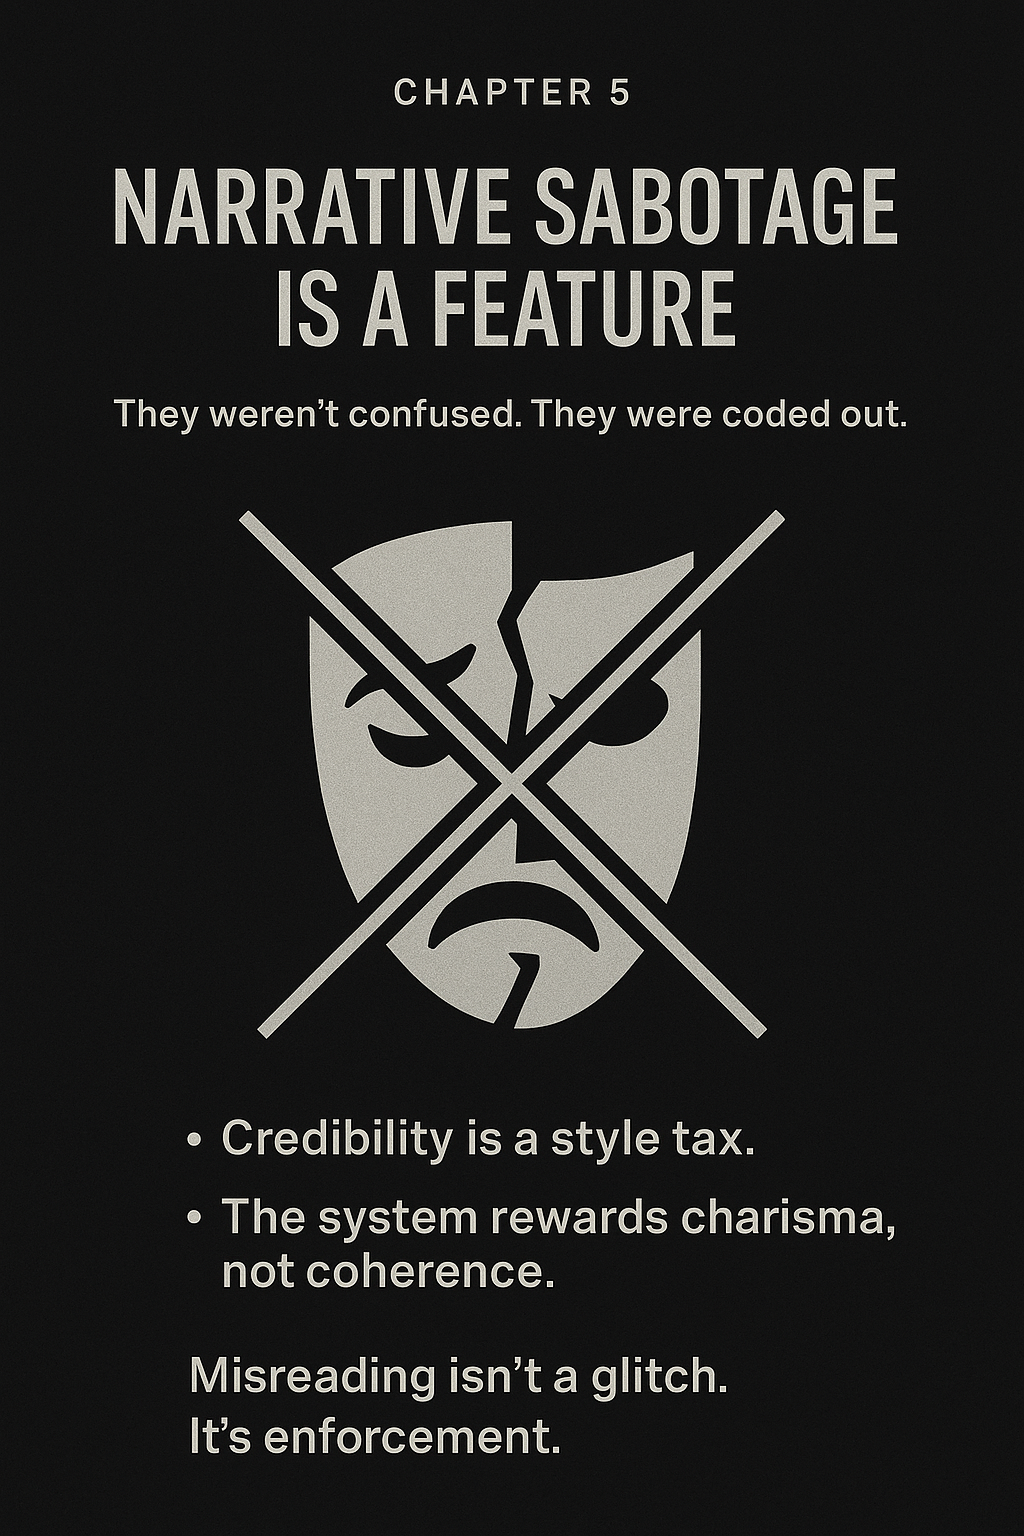 CHAPTER 5
NARRATIVE SABOTAGE
IS A FEATURE
They weren’t confused. They were coded out.
• Credibility is a style tax.
• The system rewards charisma,
not coherence.
Misreading isn’t a glitch.
It’s enforcement.